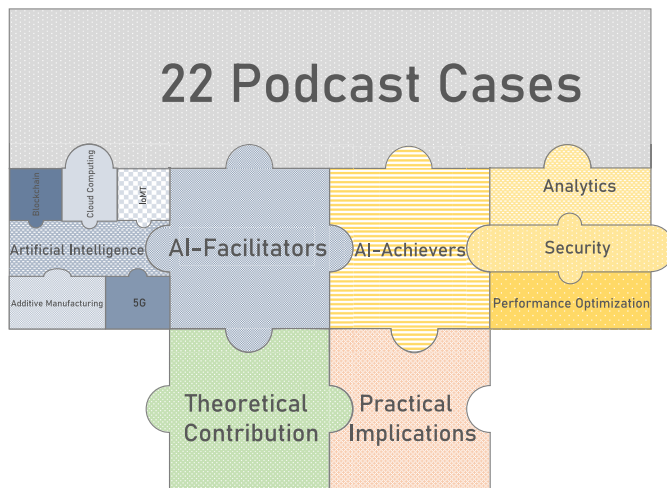 22 Podcast Cases
Blockchain
Cloud Computing
IoMT
Artificial Intelligence
Additive Manufacturing
5G
AI-Facilitators
AI-Achievers
Analytics
Security
Performance Optimization
Theoretical
Contribution
Practical
Implications